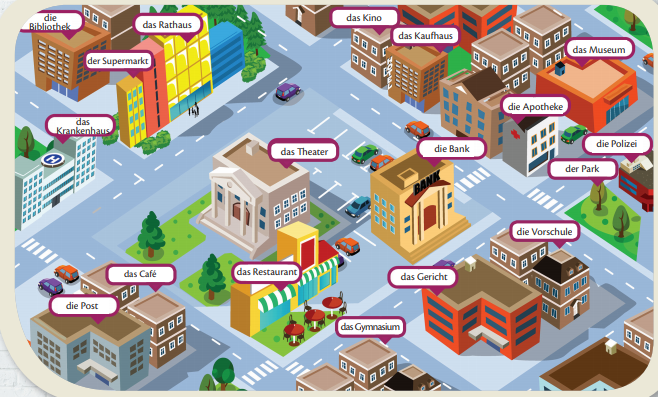 die
Bibliothek
das Rathaus
das Kino
das Kaufhaus
das Museum
der Supermarkt
die Apotheke
das
Krankenhaus
H
das Theater
die Bank
BANK
die Polizei
der Park
die Vorschule
das Café
das Restaurant
das Gericht
die Post
das Gymnasium